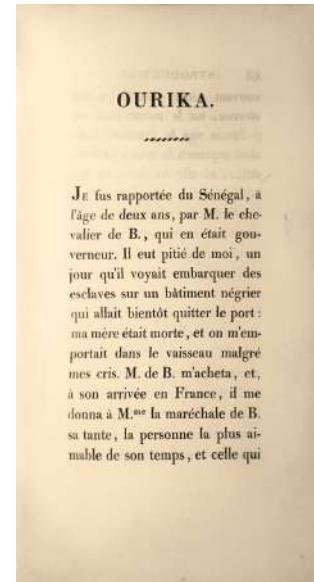 OURIKA.
JE fus rapportée du Sénégal, à
l'âge de deux ans, par M. le che-
valier de B., qui en était gou-
verneur. Il eut pitié de moi, un
jour qu'il voyait embarquer des
esclaves sur un bâtiment négrier
qui allait bientôt quitter le port :
ma mère était morte, et on m'em-
portait dans le vaisseau malgré
mes cris. M. de B. m'acheta, et,
à son arrivée en France, il me
donna à M.me la maréchale de B.
sa tante, la personne la plus ai-
mable de son temps, et celle qui